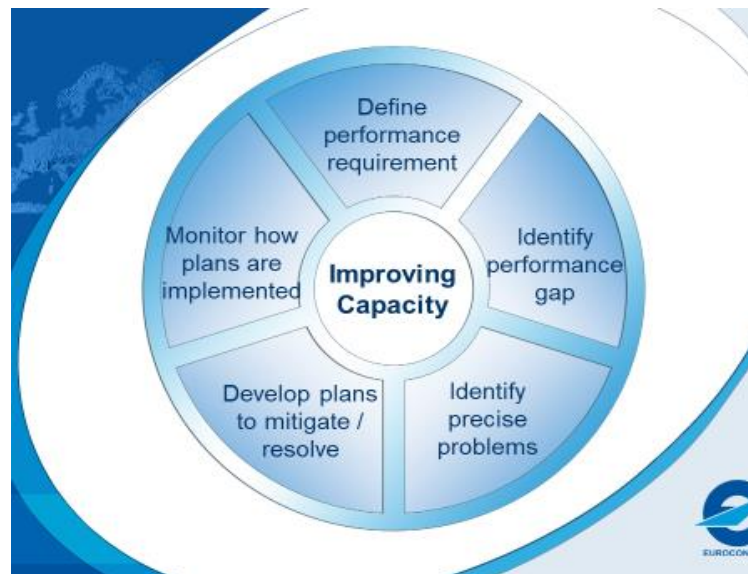 Define
performance
requirement
Identify
performance
gap
Identify
precise
problems
Develop plans
to mitigate /
resolve
Monitor how
plans are
implemented
Improving
Capacity